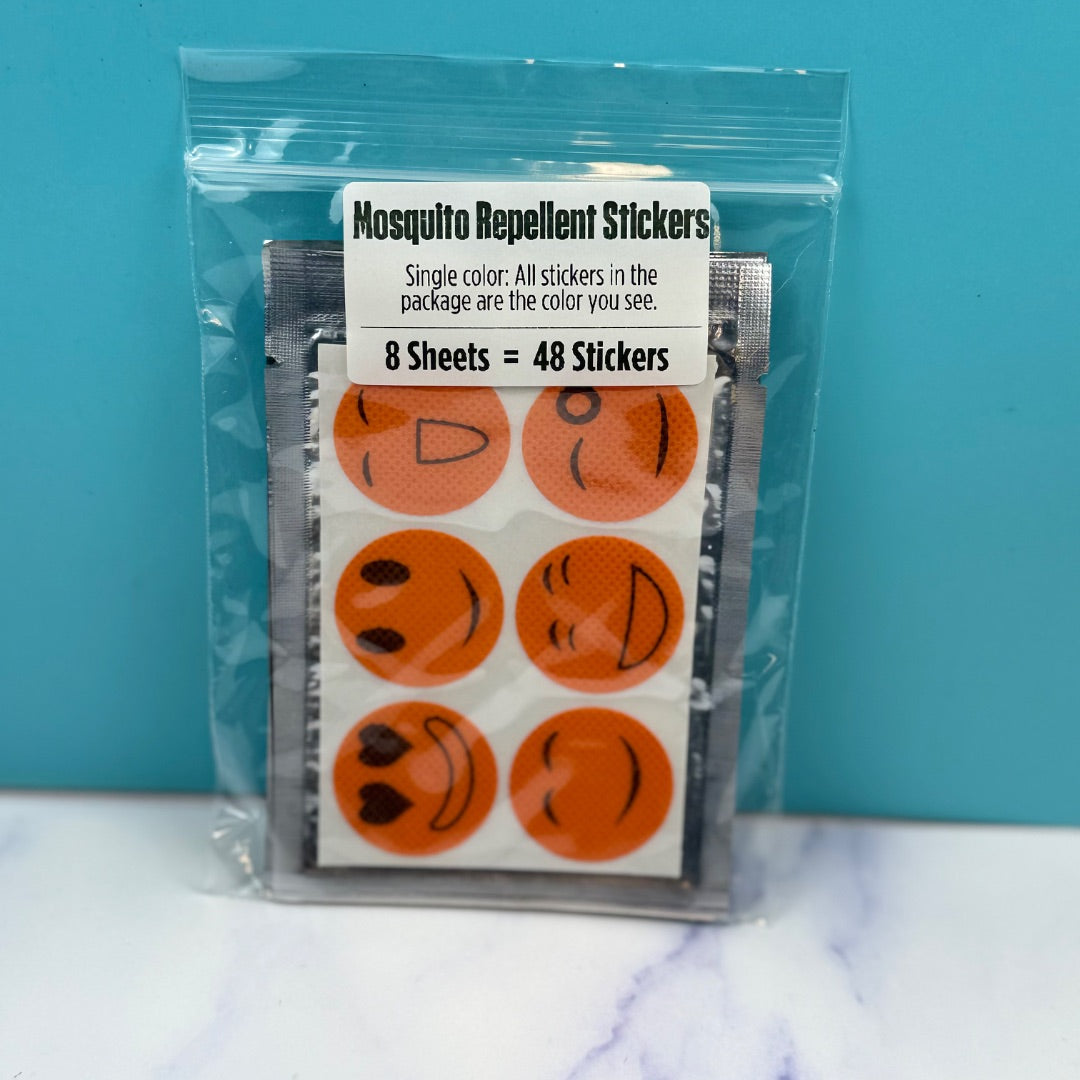 Mosquito Repellent Stickers
Single color: All stickers in the
package are the color you see.
8 Sheets = 48 Stickers